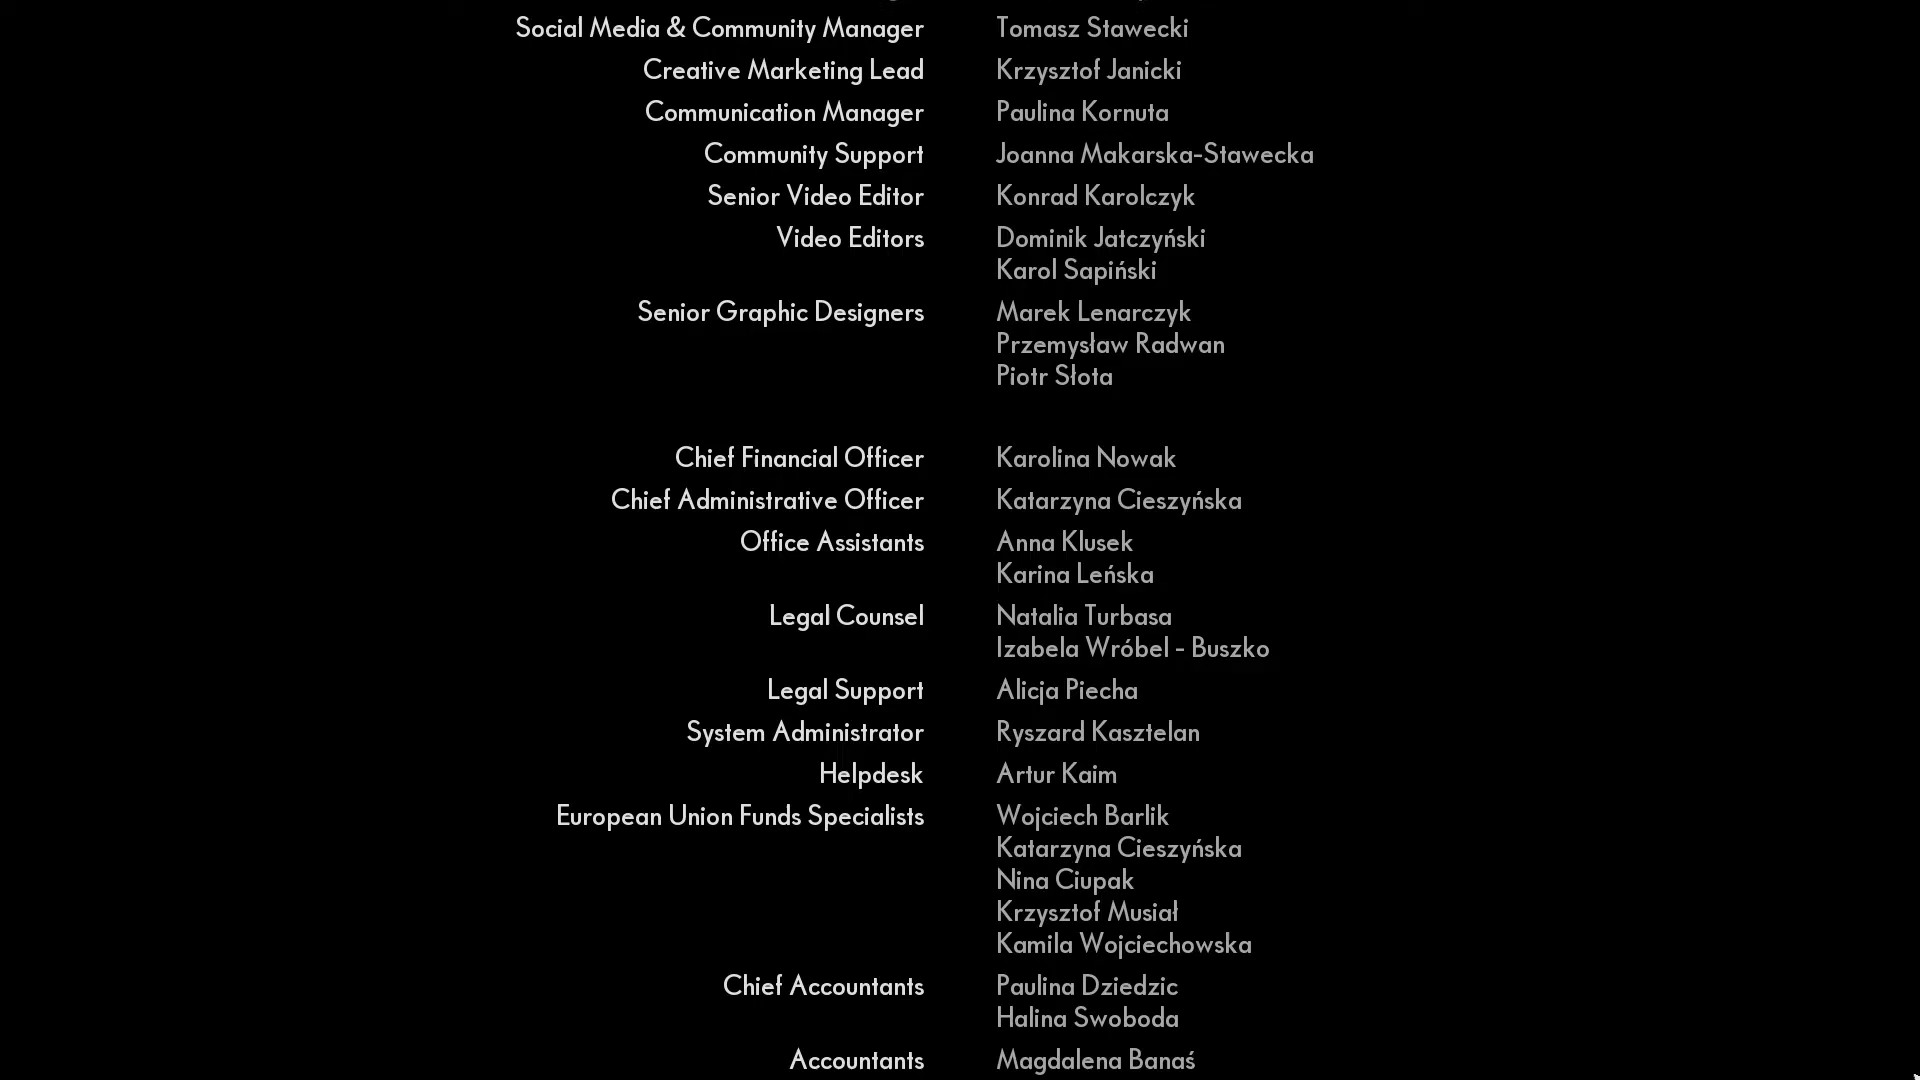 Social Media & Community Manager Tomasz Stawecki
Creative Marketing Lead Krzysztof Janicki
Communication Manager Paulina Kornuta
Community Support Joanna Makarska-Stawecka
Senior Video Editor Konrad Karolczyk
Video Editors Dominik Jatczyński
Karol Sapiński
Senior Graphic Designers Marek Lenarczyk
Przemysław Radwan
Piotr Słota
Chief Financial Officer Karolina Nowak
Chief Administrative Officer Katarzyna Cieszyńska
Office Assistants Anna Klusek
Karina Leńska
Legal Counsel Natalia Turbasa
Izabela Wróbel - Buszko
Legal Support Alicja Piecha
System Administrator Ryszard Kasztelan
Helpdesk Artur Kaim
European Union Funds Specialists Wojciech Barlik
Katarzyna Cieszyńska
Nina Ciupak
Krzysztof Musiał
Kamila Wojciechowska
Chief Accountants Paulina Dziedzic
Halina Swoboda
Accountants Magdalena Banaś